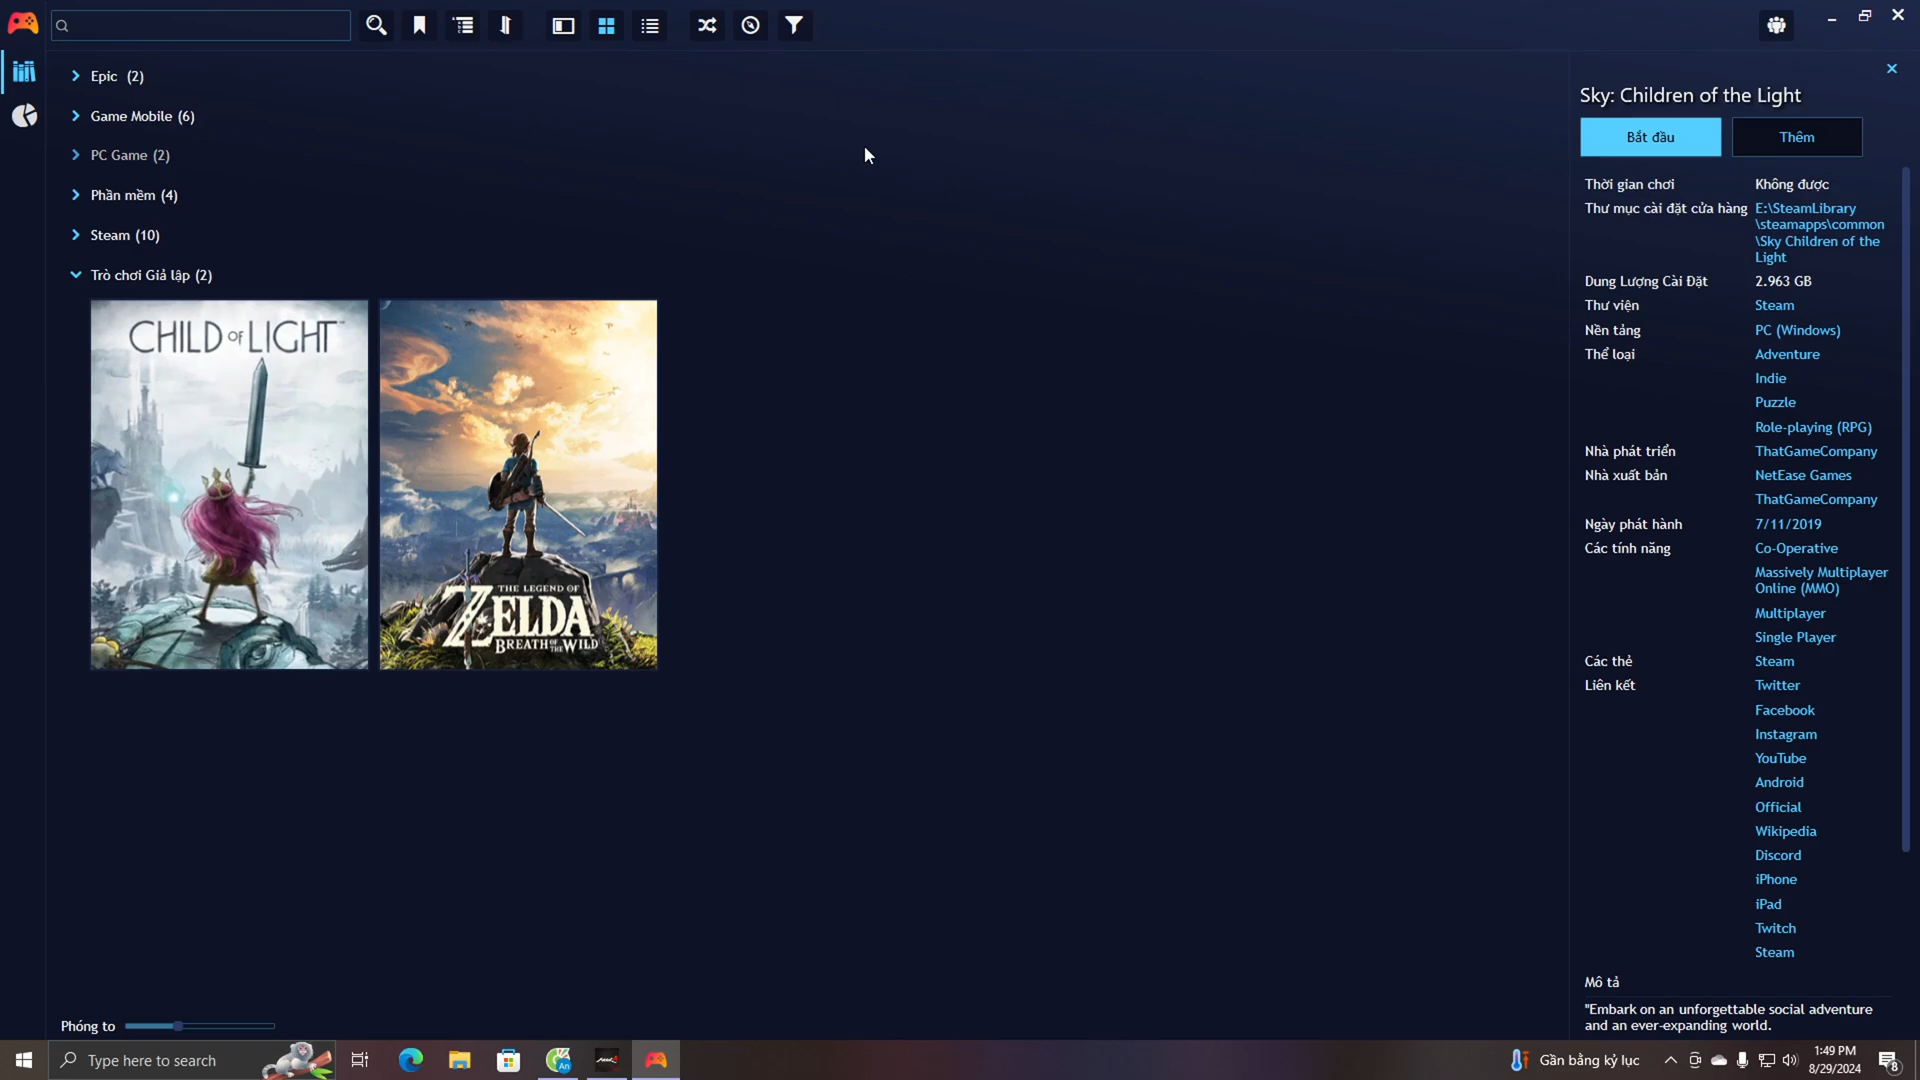 Epic (2)
Game Mobile (6)
PC Game (2)
Phần mềm (4)
Steam (10)
Trò chơi Giả lập (2)
CHILD OF LIGHT
THE LEGEND OF
ZELDA
BREATH OF THE WILD
Phóng to
Sky: Children of the Light
Bắt đầu
Thêm
Thời gian chơi Không được
Thư mục cài đặt cửa hàng E:\SteamLibrary
\steamapps\common
\Sky Children of the
Light
Dung Lượng Cài Đặt 2.963 GB
Thư viện Steam
Nền tảng PC (Windows)
Thể loại Adventure
Indie
Puzzle
Role-playing (RPG)
Nhà phát triển ThatGameCompany
Nhà xuất bản NetEase Games
ThatGameCompany
Ngày phát hành 7/11/2019
Các tính năng Co-Operative
Massively Multiplayer
Online (MMO)
Multiplayer
Single Player
Các thẻ Steam
Liên kết Twitter
Facebook
Instagram
YouTube
Android
Official
Wikipedia
Discord
iPhone
iPad
Twitch
Steam
Mô tả
"Embark on an unforgettable social adventure
and an ever-expanding world.
Type here to search
An
Gần bằng kỷ lục
1:49 PM
8/29/2024
8